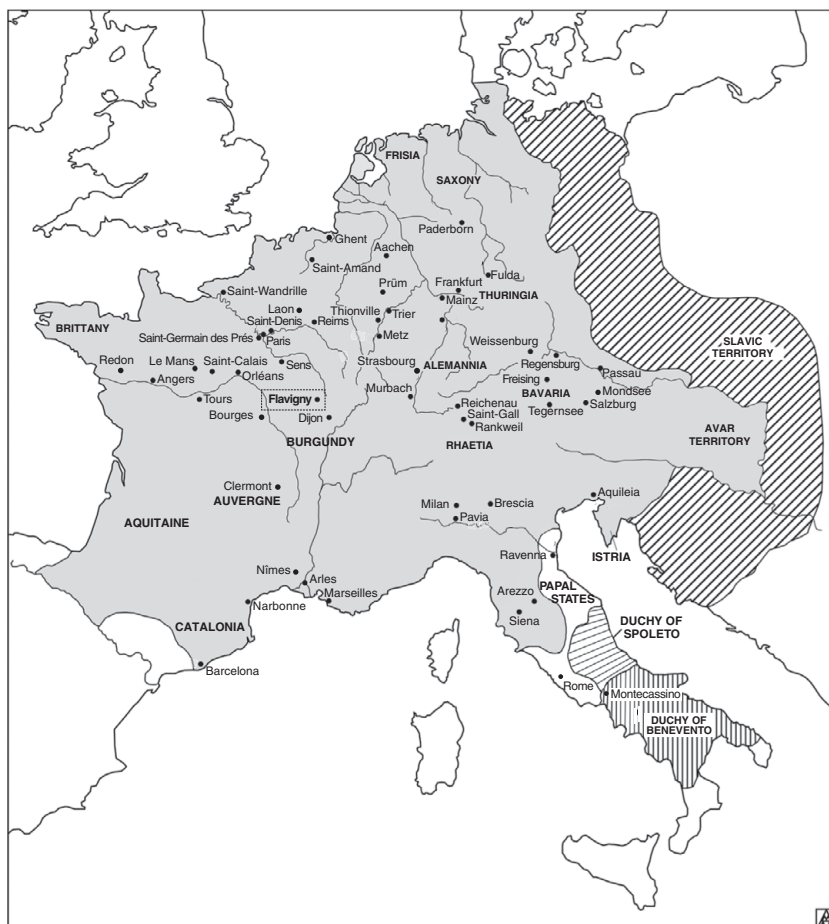 FRISIA
SAXONY
Paderborn
Ghent
Aachen
Saint-Amand
Prüm
Frankfurt
Fulda
Saint-Wandrille
Mainz
THURINGIA
Laon
Thionville
Trier
Saint-Denis
Reims
BRITTANY
Saint-Germain des Prés
Paris
Metz
Weissenburg
SLAVIC
TERRITORY
Redon
Le Mans
Saint-Calais
Sens
Strasbourg
ALEMANNIA
Regensburg
Passau
Angers
Orléans
Murbach
Freising
BAVARIA
Mondsee
Tours
Flavigny
Reichenau
Tegernsee
Salzburg
Bourges
Dijon
Saint-Gall
Rankweil
AVAR
TERRITORY
BURGUNDY
RHAETIA
Clermont
AUVERGNE
Milan
Brescia
Aquileia
AQUITAINE
Pavia
Ravenna
ISTRIA
Nîmes
Arles
Marseilles
Arezzo
PAPAL
STATES
Narbonne
Siena
DUCHY OF
SPOLETO
CATALONIA
Barcelona
Rome
Montecassino
DUCHY OF
BENEVENTO